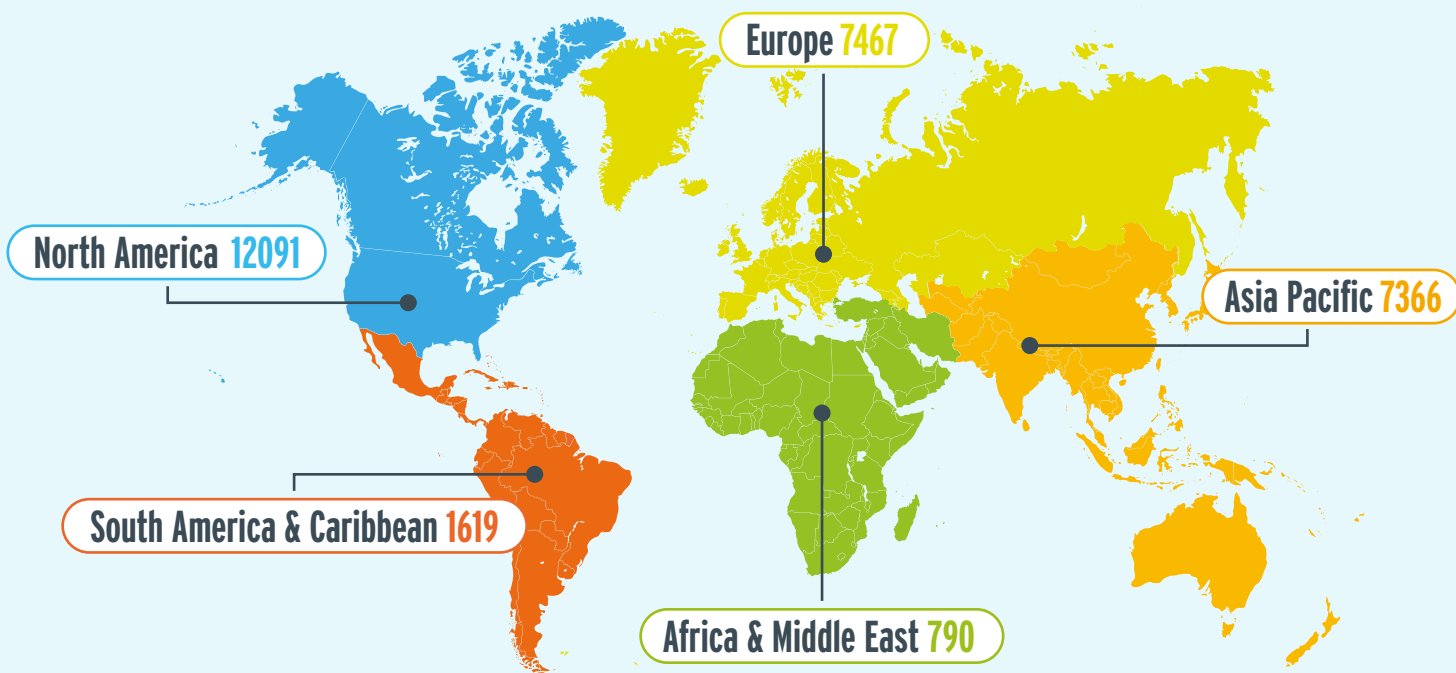 Europe 7467
North America 12091
Asia Pacific 7366
South America & Caribbean 1619
Africa & Middle East 790